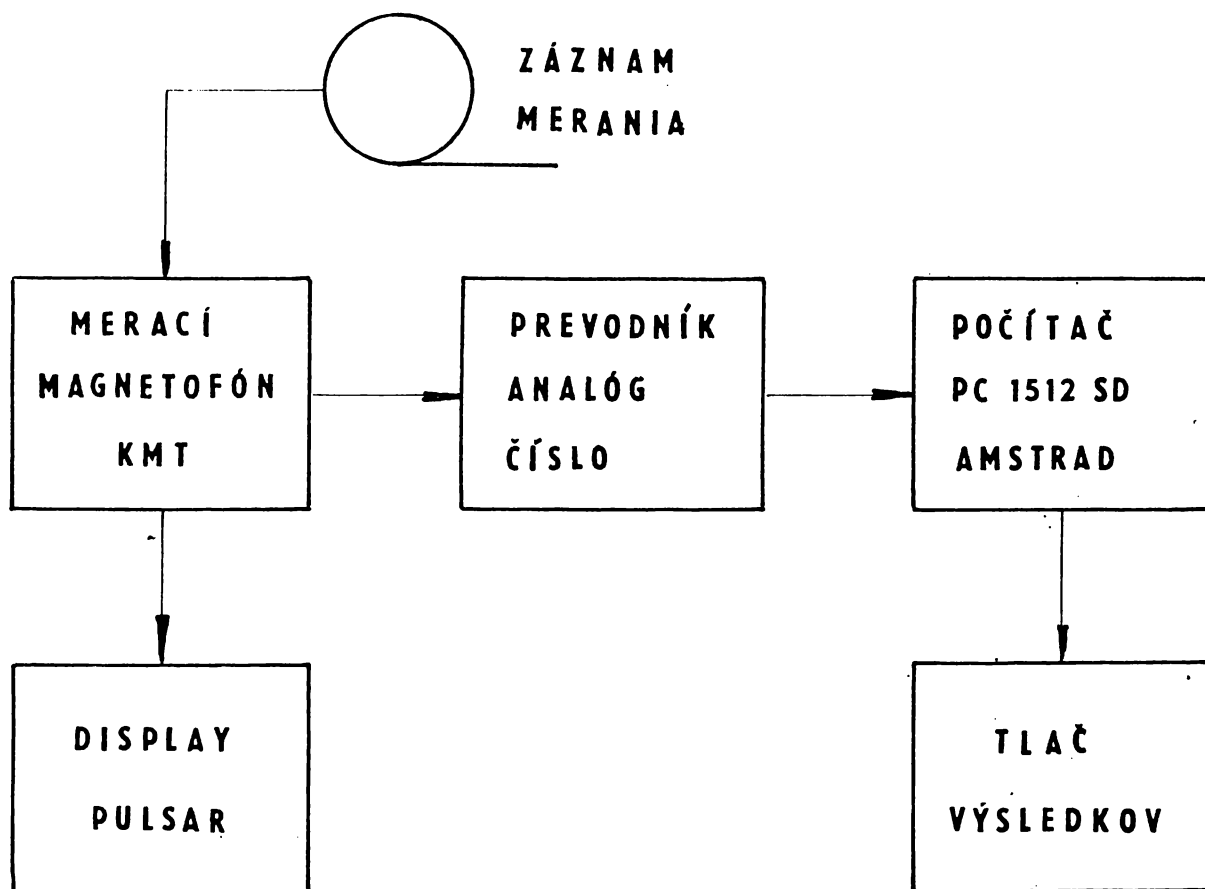 ZÁZNAM
MERANIA
MERACÍ
MAGNETOFÓN
KMT
PREVODNÍK
ANALÓG
ČÍSLO
POČÍTAČ
PC 1512 SD
AMSTRAD
DISPLAY
PULSAR
TLAČ
VÝSLEDKOV